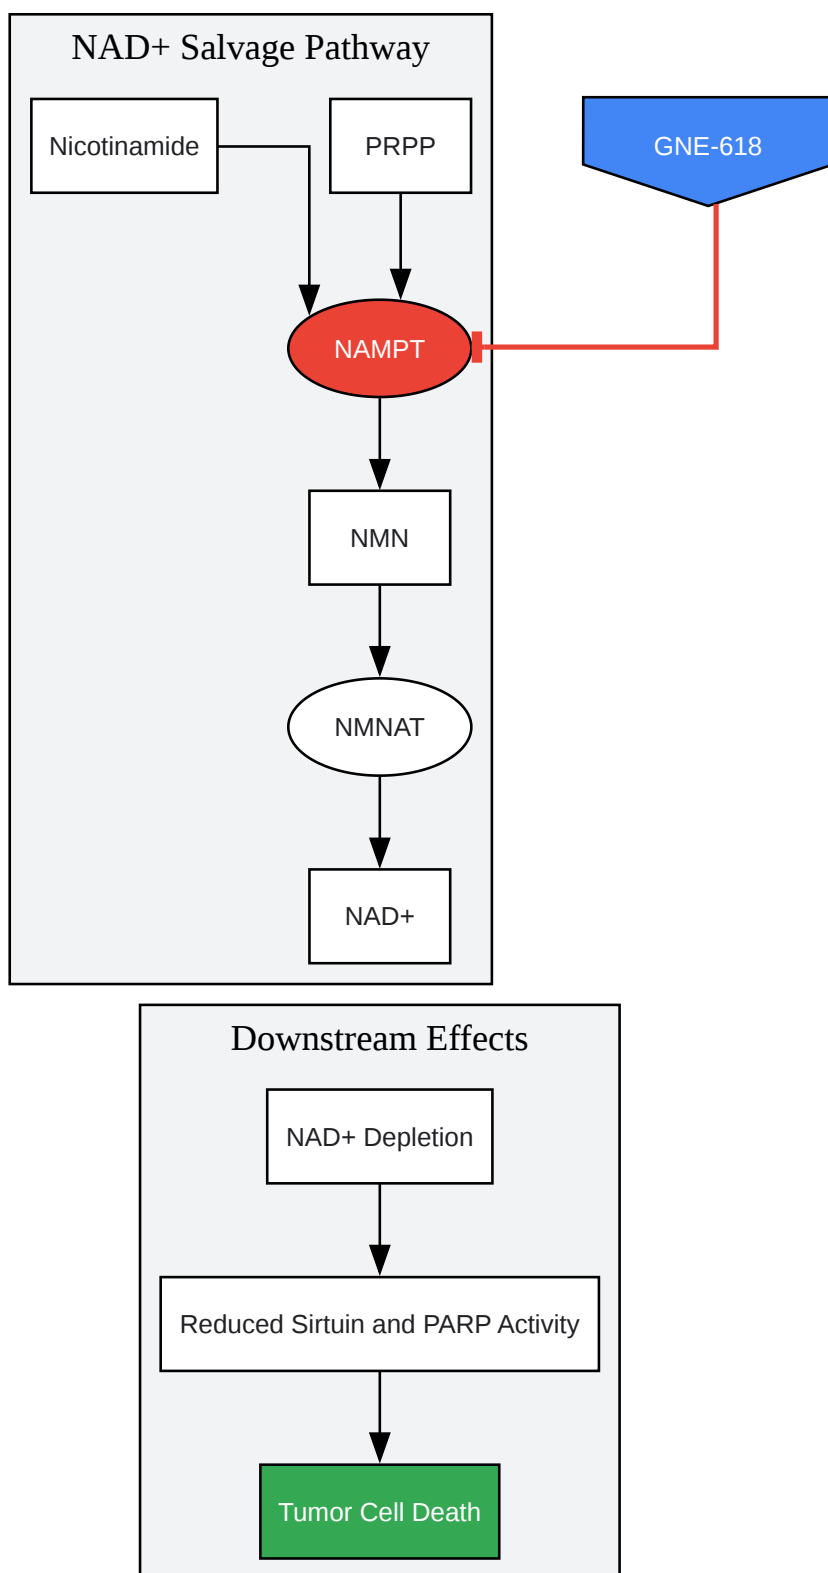 NAD+ Salvage Pathway
Nicotinamide
PRPP
GNE-618
NAMPT
NMN
NMNAT
NAD+
Downstream Effects
NAD+ Depletion
Reduced Sirtuin and PARP Activity
Tumor Cell Death